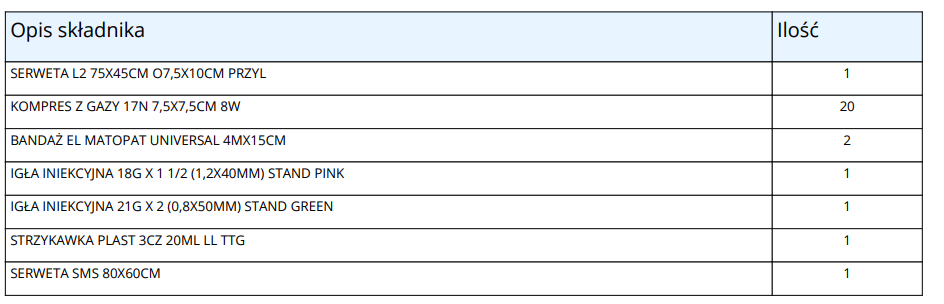 Opis składnika Ilość
SERWETA L2 75X45CM O7,5X10CM PRZYL 1
KOMPRES Z GAZY 17N 7,5X7,5CM 8W 20
BANDAŻ EL MATOPAT UNIVERSAL 4MX15CM 2
IGŁA INIEKCYJNA 18G X 1 1/2 (1,2X40MM) STAND PINK 1
IGŁA INIEKCYJNA 21G X 2 (0,8X50MM) STAND GREEN 1
STRZYKAWKA PLAST 3CZ 20ML LL TTG 1
SERWETA SMS 80X60CM 1